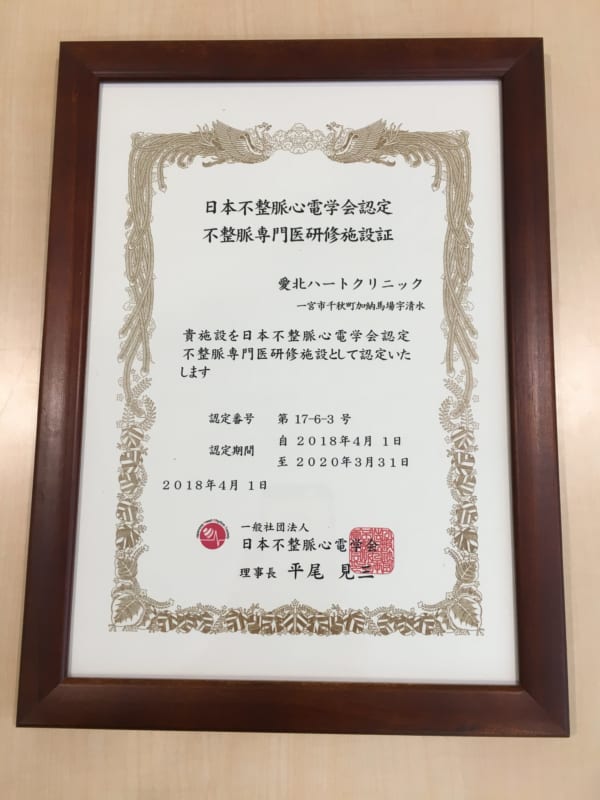 日本不整脈心電学会認定
不整脈専門医研修施設証
愛北ハートクリニック
一宮市千秋町加納馬場字清水
貴施設を日本不整脈心電学会認定
不整脈専門医研修施設として認定いた
します
認定番号 第 17-6-3 号
認定期間 自 2018年4月 1日
至 2020年3月31日
2018年4月 1日
一般社団法人
日本不整脈心電学会
理事長 平尾 見三